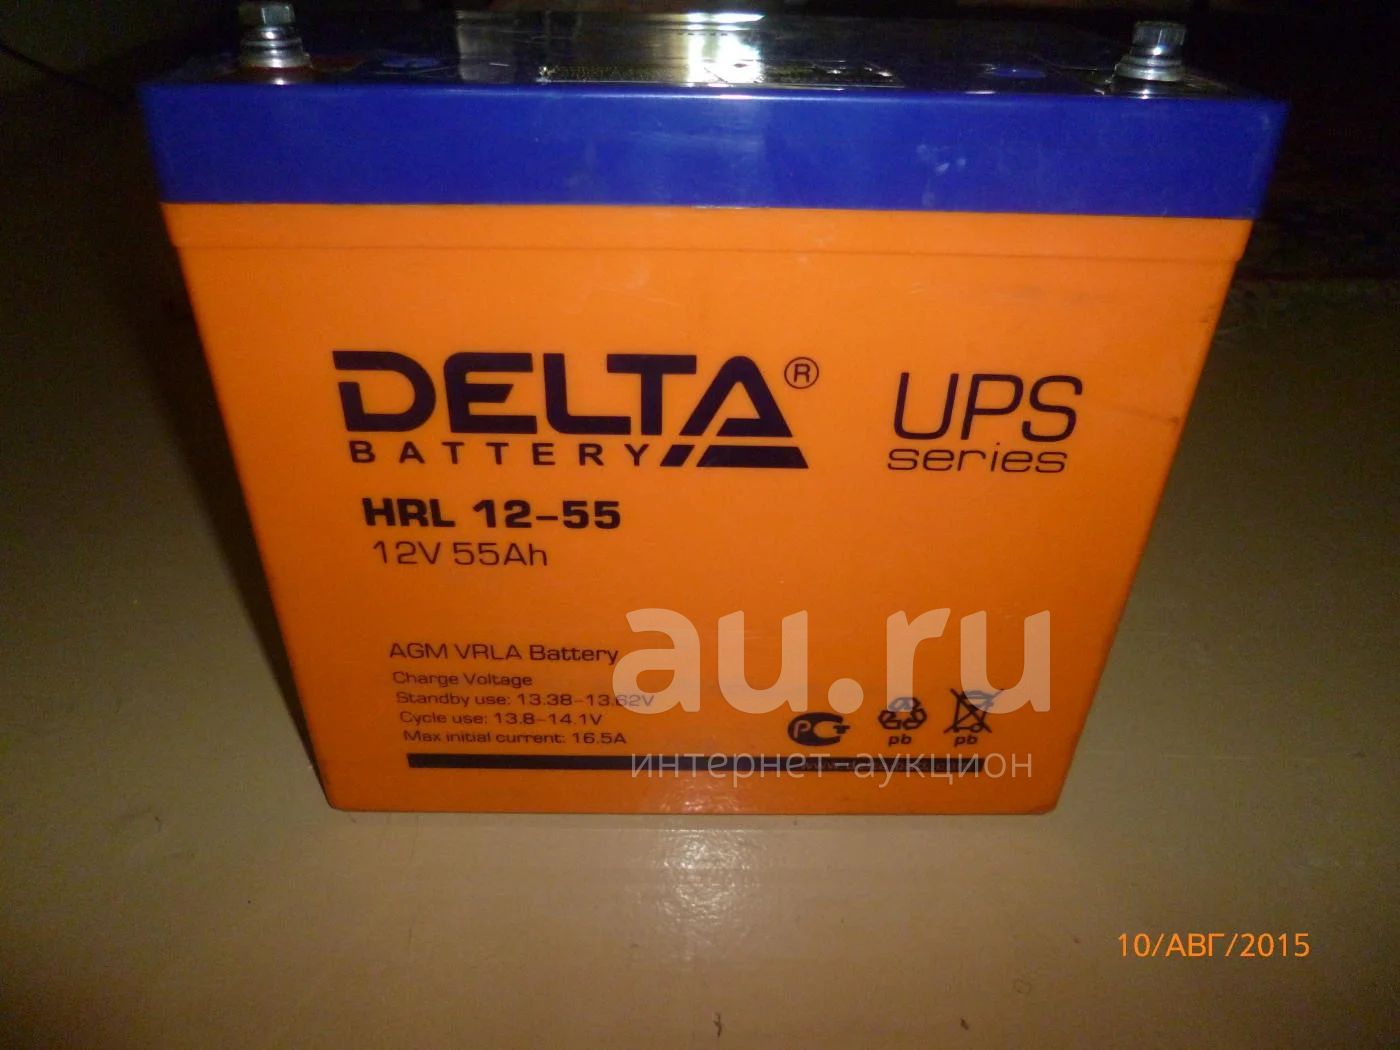 DELTA®
BATTERY
UPS
series
HRL 12-55
12V 55Ah
AGM VRLA Battery
Charge Voltage
Standby use: 13.38-13.62V
Cycle use: 13.8-14.1V
Max initial current: 16.5A
РСТ
pb
pb
au.ru
интернет-аукцион
10/АВГ/2015